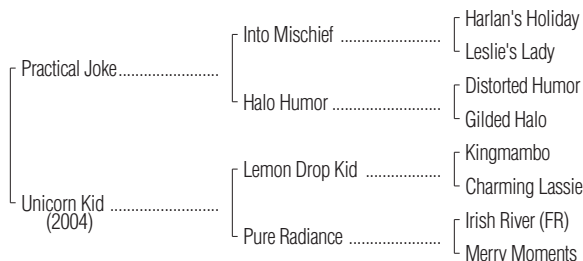 Harlan's Holiday
Into Mischief ......................
Leslie's Lady
Practical Joke......................
Distorted Humor
Halo Humor ........................
Gilded Halo
Kingmambo
Lemon Drop Kid ..................
Charming Lassie
Unicorn Kid ........................
(2004)
Irish River (FR)
Pure Radiance .....................
Merry Moments